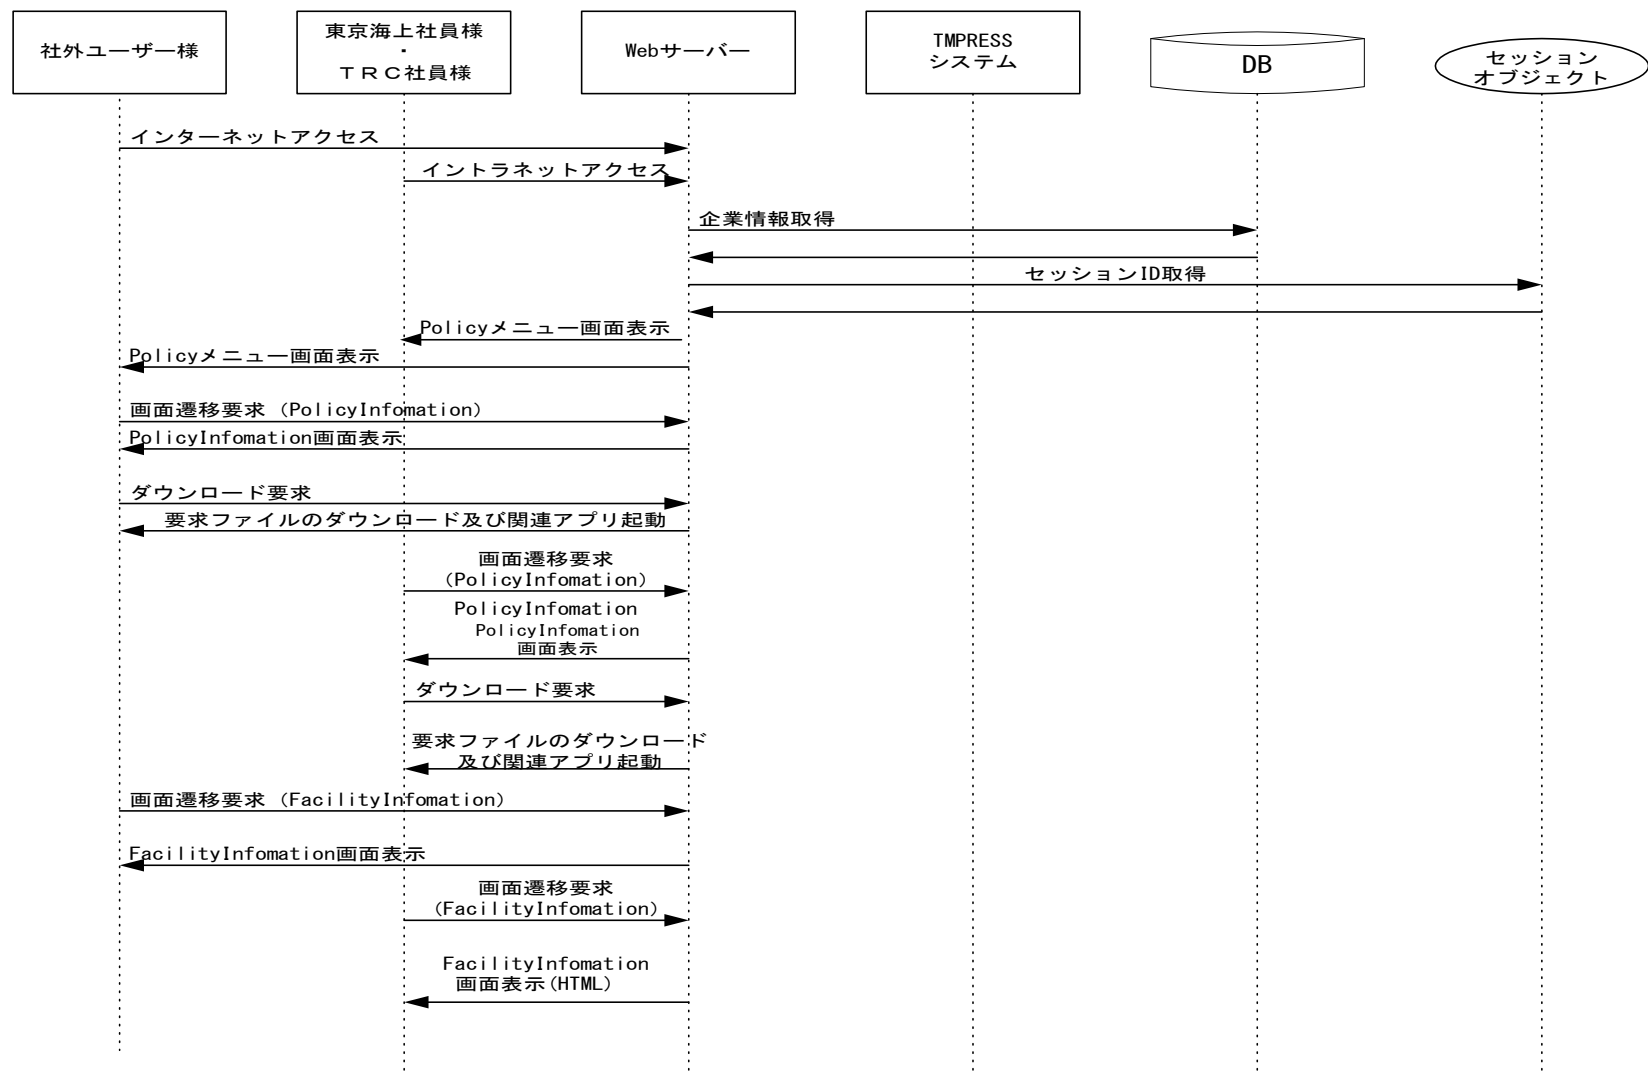 社外ユーザー様
東京海上社員様
・
ＴＲＣ社員様
Webサーバー
TMPRESS
システム
DB
セッション
オブジェクト
インターネットアクセス
イントラネットアクセス
企業情報取得
セッションID取得
Policyメニュー画面表示
Policyメニュー画面表示
画面遷移要求（PolicyInfomation）
PolicyInfomation画面表示
ダウンロード要求
要求ファイルのダウンロード及び関連アプリ起動
画面遷移要求
（PolicyInfomation）
PolicyInfomation
PolicyInfomation
画面表示
ダウンロード要求
要求ファイルのダウンロード
及び関連アプリ起動
画面遷移要求（FacilityInfomation）
FacilityInfomation画面表示
画面遷移要求
（FacilityInfomation）
FacilityInfomation
画面表示(HTML)